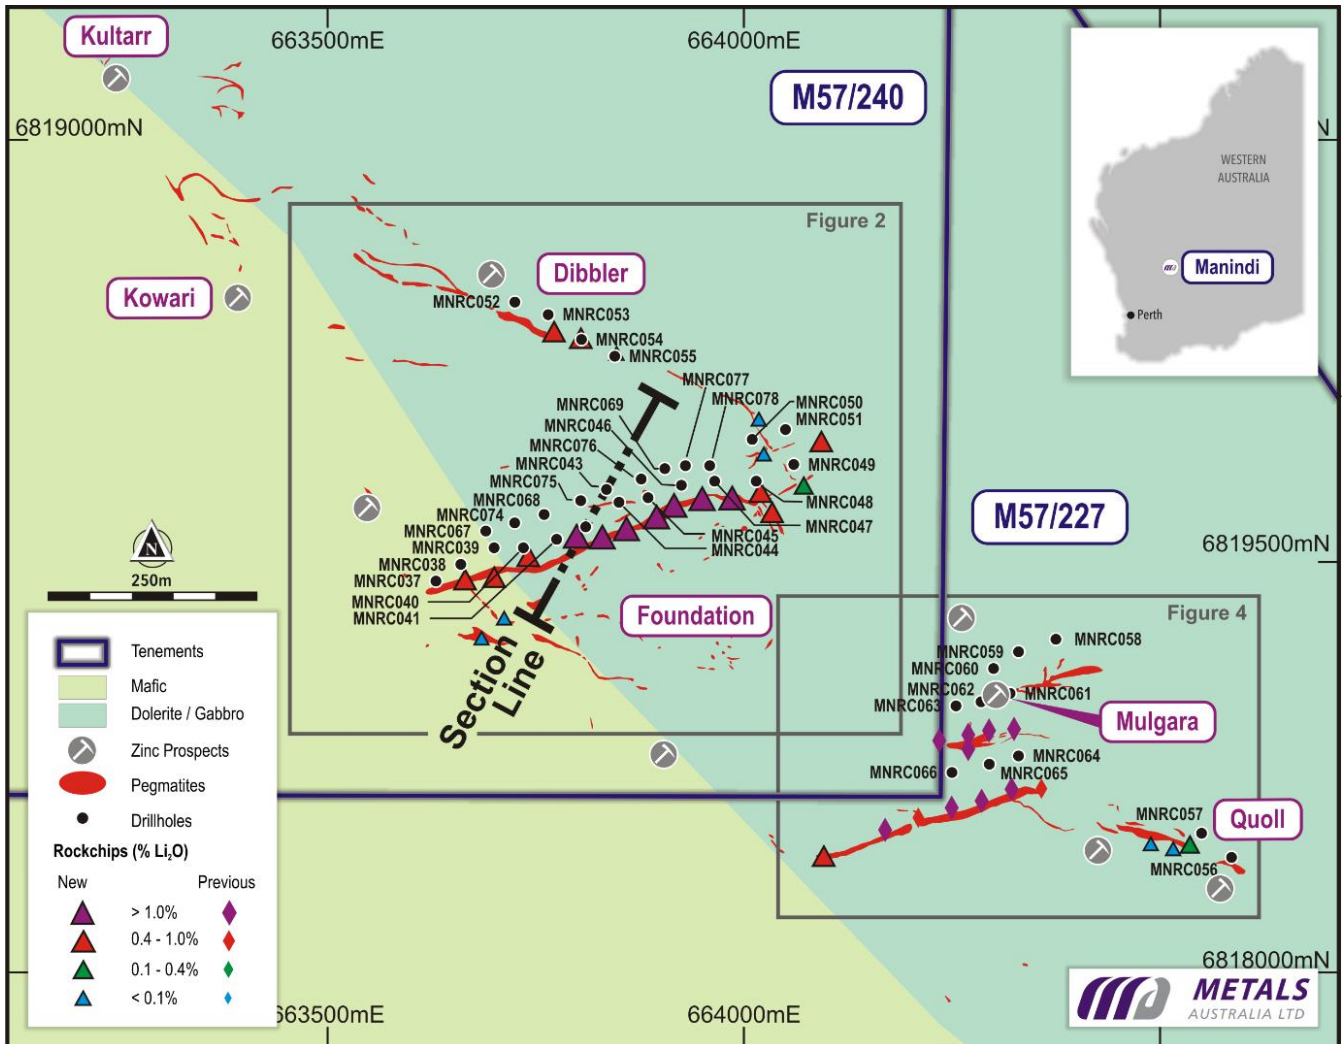 Kultarr
663500mE
664000mE
M57/240
6819000mN
N
WESTERN
AUSTRALIA
Manindi
Perth
Figure 2
Dibbler
Kowari
MNRC052
MNRC053
MNRC054
MNRC055
MNRC077
MNRC078
MNRC069
MNRC050
MNRC046
MNRC051
MNRC076
MNRC043
MNRC049
MNRC075
MNRC068
MNRC048
MNRC074
MNRC047
MNRC067
MNRC045
MNRC039
MNRC044
MNRC038
MNRC037
MNRC040
MNRC041
M57/227
6819500mN
N
250m
Foundation
Section
Line
Figure 4
MNRC058
MNRC059
MNRC060
MNRC062
MNRC061
MNRC063
Mulgara
MNRC064
MNRC066
MNRC065
MNRC057
Quoll
MNRC056
Tenements
Mafic
Dolerite / Gabbro
Zinc Prospects
Pegmatites
Drillholes
Rockchips (% Li₂O)
New
Previous
> 1.0%
0.4 - 1.0%
0.1 - 0.4%
< 0.1%
6818000mN
663500mE
664000mE
METALS
AUSTRALIA LTD